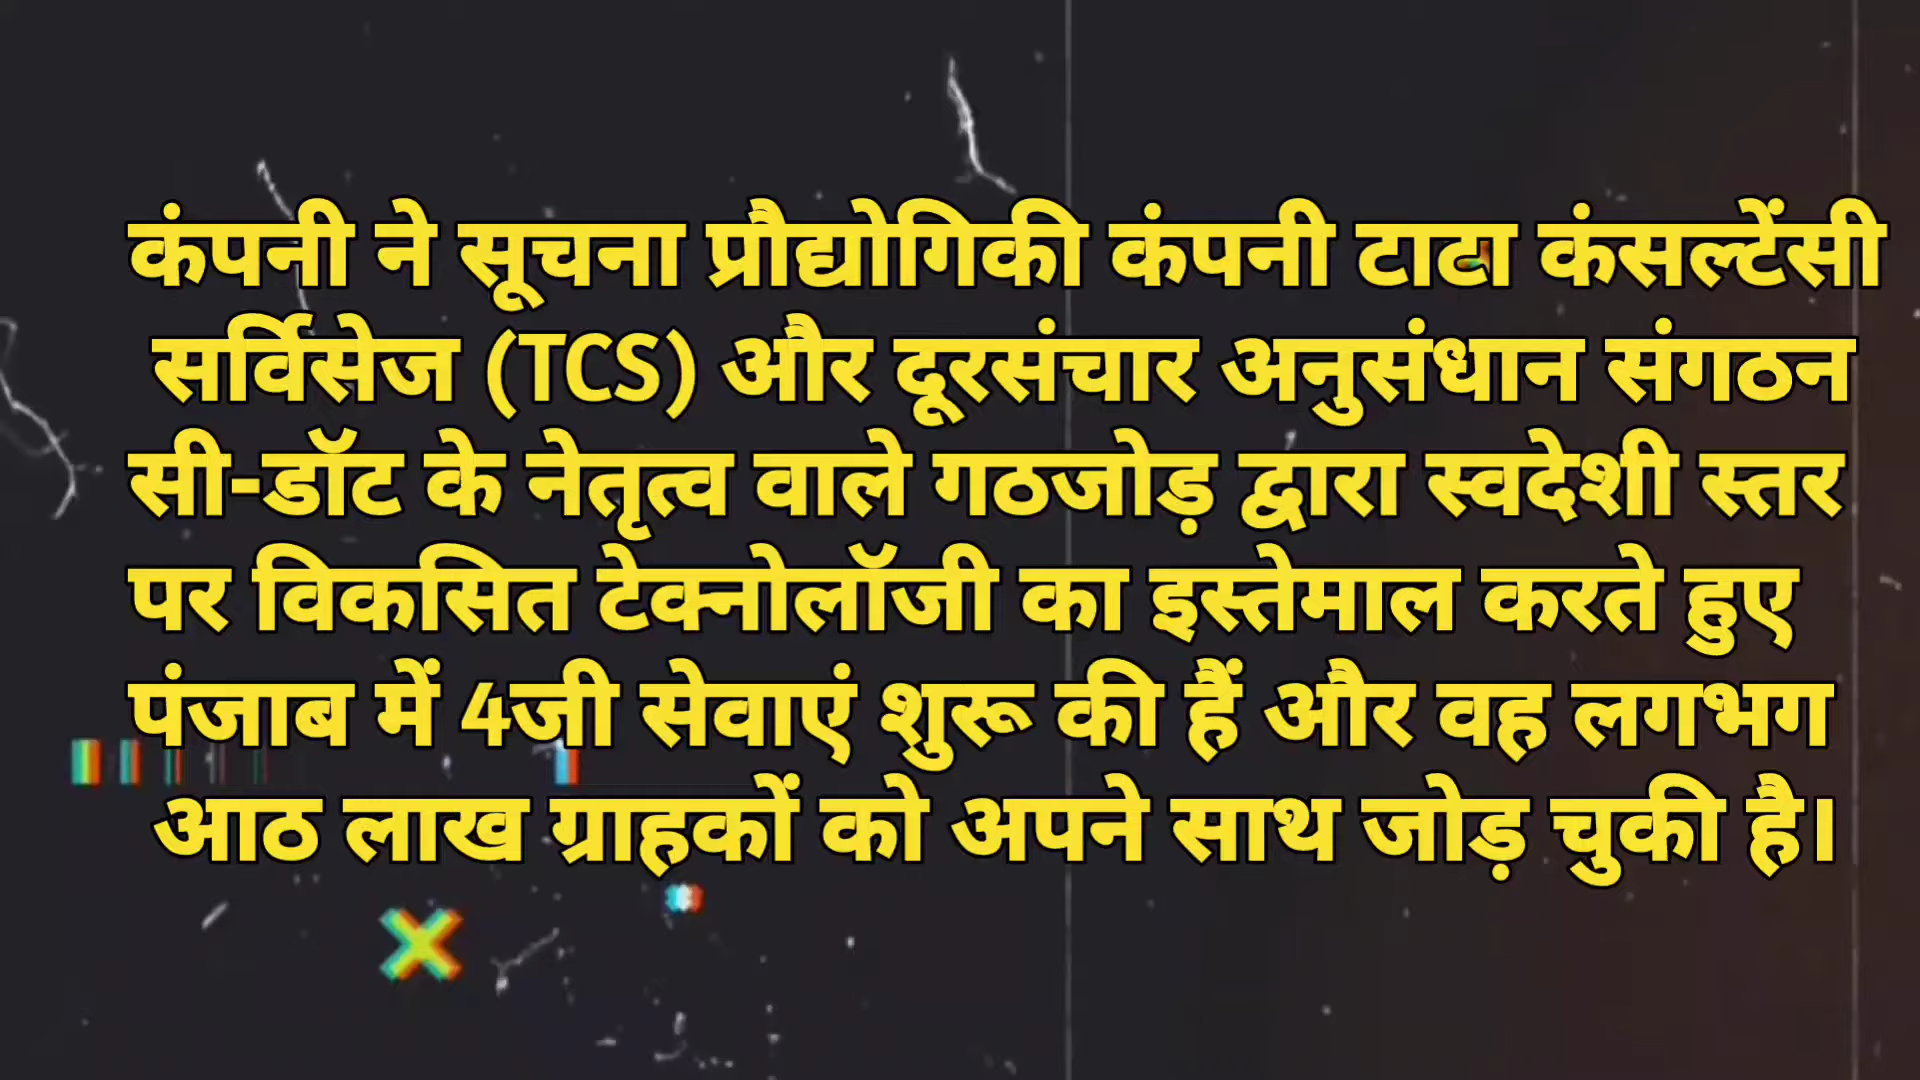 कंपनी ने सूचना प्रौद्योगिकी कंपनी टाटा कंसल्टेंसी
सर्विसेज (TCS) और दूरसंचार अनुसंधान संगठन
सी-डॉट के नेतृत्व वाले गठजोड़ द्वारा स्वदेशी स्तर
पर विकसित टेक्नोलॉजी का इस्तेमाल करते हुए
पंजाब में 4जी सेवाएं शुरू की हैं और वह लगभग
आठ लाख ग्राहकों को अपने साथ जोड़ चुकी है।